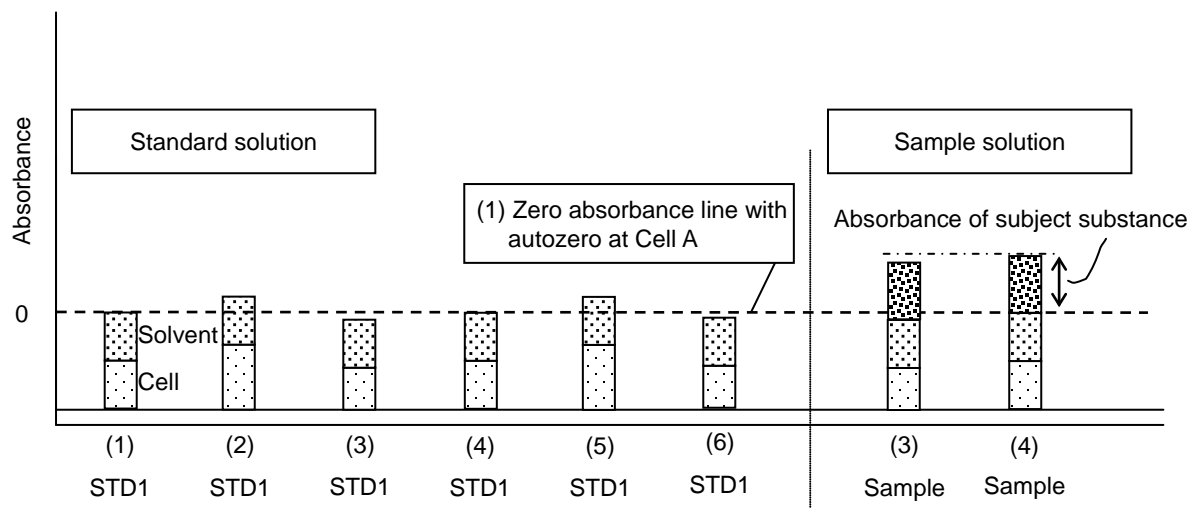 Absorbance
Standard solution
Sample solution
(1) Zero absorbance line with
autozero at Cell A
Absorbance of subject substance
0
Solvent
Cell
(1) (2) (3) (4) (5) (6) (3) (4)
STD1 STD1 STD1 STD1 STD1 STD1 Sample Sample